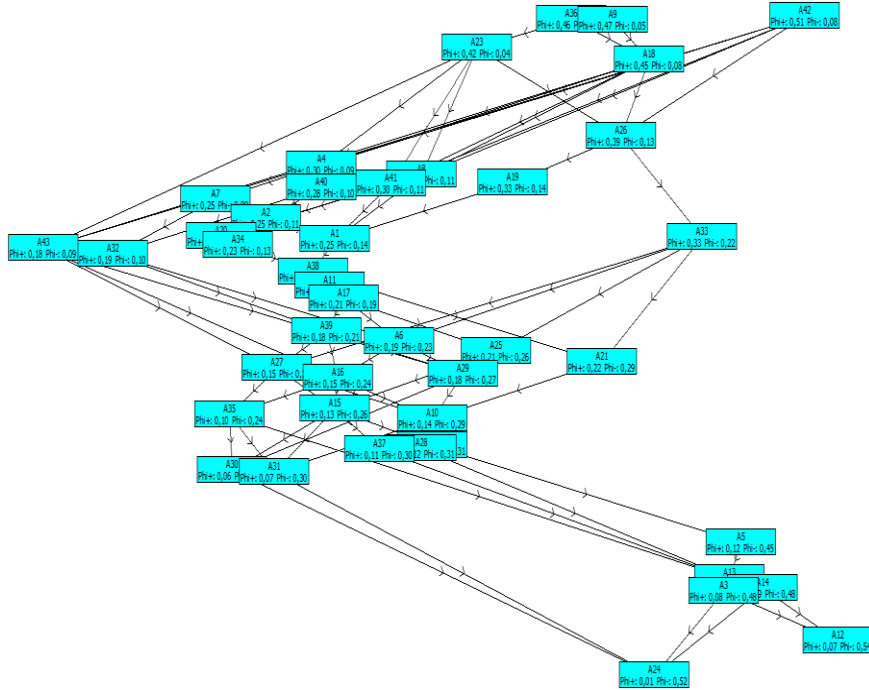 A36
Phi+: 0,46
A9
Phi+: 0,47 Phi-: 0,05
A42
Phi+: 0,51 Phi-: 0,08
A23
Phi+: 0,42 Phi-: 0,04
A18
Phi+: 0,45 Phi-: 0,08
A26
Phi+: 0,39 Phi-: 0,13
A4
Phi+: 0,30 Phi-: 0,09
A8
0,11
A40
Phi+: 0,28 Phi-: 0,10
A41
Phi+: 0,30 Phi-: 0,11
A19
Phi+: 0,33 Phi-: 0,14
A7
Phi+: 0,25
A2
0,25 Phi-: 0,11
A34
Phi+: 0,23 Phi-: 0,13
A1
Phi+: 0,25 Phi-: 0,14
A33
Phi+: 0,33 Phi-: 0,22
A43
Phi+: 0,18 Phi-: 0,09
A32
Phi+: 0,19 Phi-: 0,10
A38
A11
A17
Phi+: 0,21 Phi-: 0,19
A39
Phi+: 0,18 Phi-: 0,21
A6
Phi+: 0,19 Phi-: 0,23
A25
Phi+: 0,21 Phi-: 0,26
A21
Phi+: 0,22 Phi-: 0,29
A27
Phi+: 0,15
A16
Phi+: 0,15 Phi-: 0,24
A29
Phi+: 0,18 Phi-: 0,27
A35
Phi+: 0,10 Phi-: 0,24
A15
Phi+: 0,13 Phi-: 0,26
A10
Phi+: 0,14 Phi-: 0,29
A37
Phi+: 0,11 Phi-: 0,30
A28
Phi-: 0,31
A30
Phi+: 0,06
A31
Phi+: 0,07 Phi-: 0,30
A5
Phi+: 0,12 Phi-: 0,45
A13
A3
Phi+: 0,08 Phi-: 0,48
A14
Phi-: 0,48
A12
Phi+: 0,07 Phi-: 0,54
A24
Phi+: 0,01 Phi-: 0,52